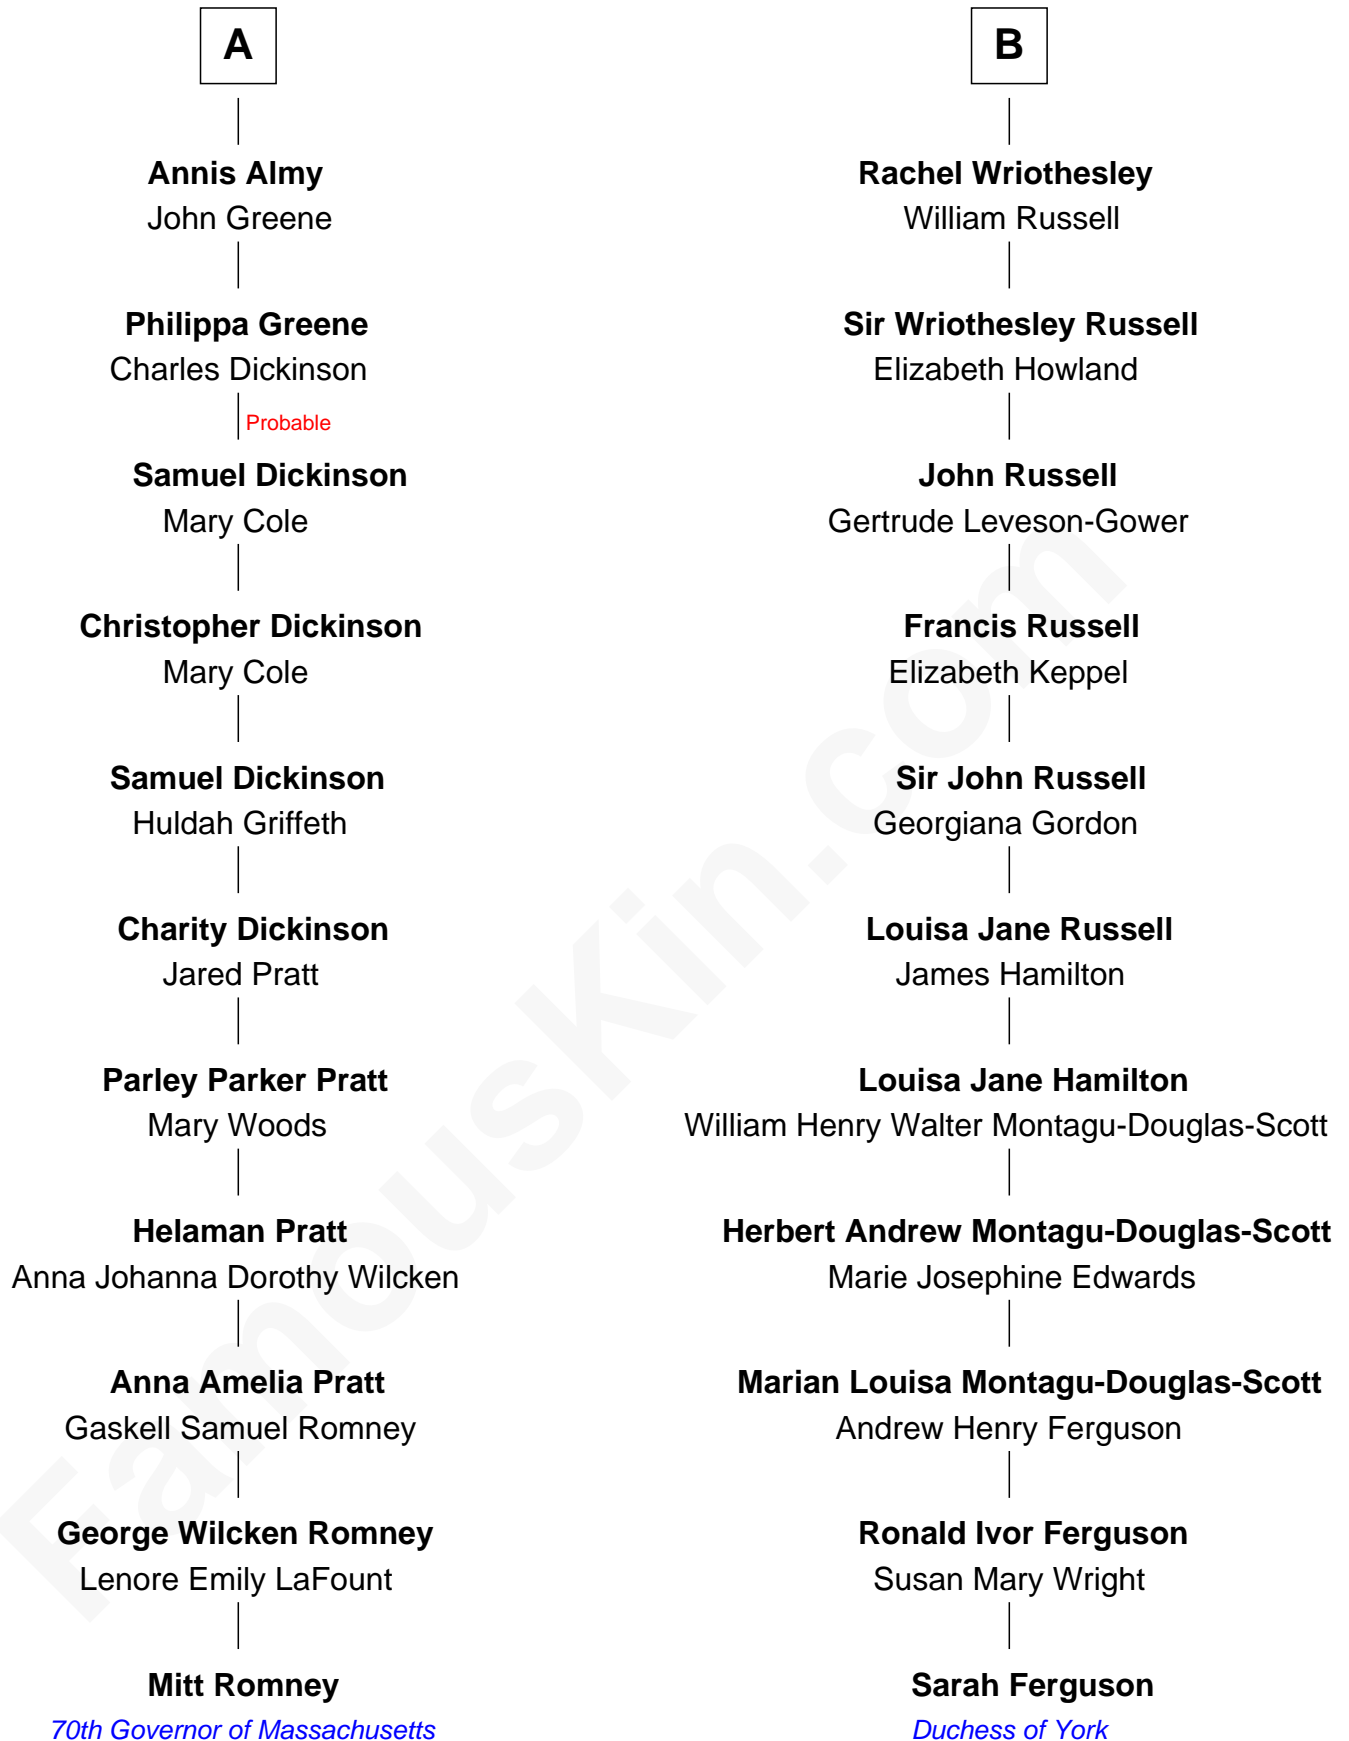 A
Annis Almy
John Greene
Philippa Greene
Charles Dickinson
Probable
Samuel Dickinson
Mary Cole
Christopher Dickinson
Mary Cole
Samuel Dickinson
Huldah Griffeth
Charity Dickinson
Jared Pratt
Parley Parker Pratt
Mary Woods
Helaman Pratt
Anna Johanna Dorothy Wilcken
Anna Amelia Pratt
Gaskell Samuel Romney
George Wilcken Romney
Lenore Emily LaFount
Mitt Romney
70th Governor of Massachusetts
B
Rachel Wriothesley
William Russell
Sir Wriothesley Russell
Elizabeth Howland
John Russell
Gertrude Leveson-Gower
Francis Russell
Elizabeth Keppel
Sir John Russell
Georgiana Gordon
Louisa Jane Russell
James Hamilton
Louisa Jane Hamilton
William Henry Walter Montagu-Douglas-Scott
Herbert Andrew Montagu-Douglas-Scott
Marie Josephine Edwards
Marian Louisa Montagu-Douglas-Scott
Andrew Henry Ferguson
Ronald Ivor Ferguson
Susan Mary Wright
Sarah Ferguson
Duchess of York
FamousKin.com